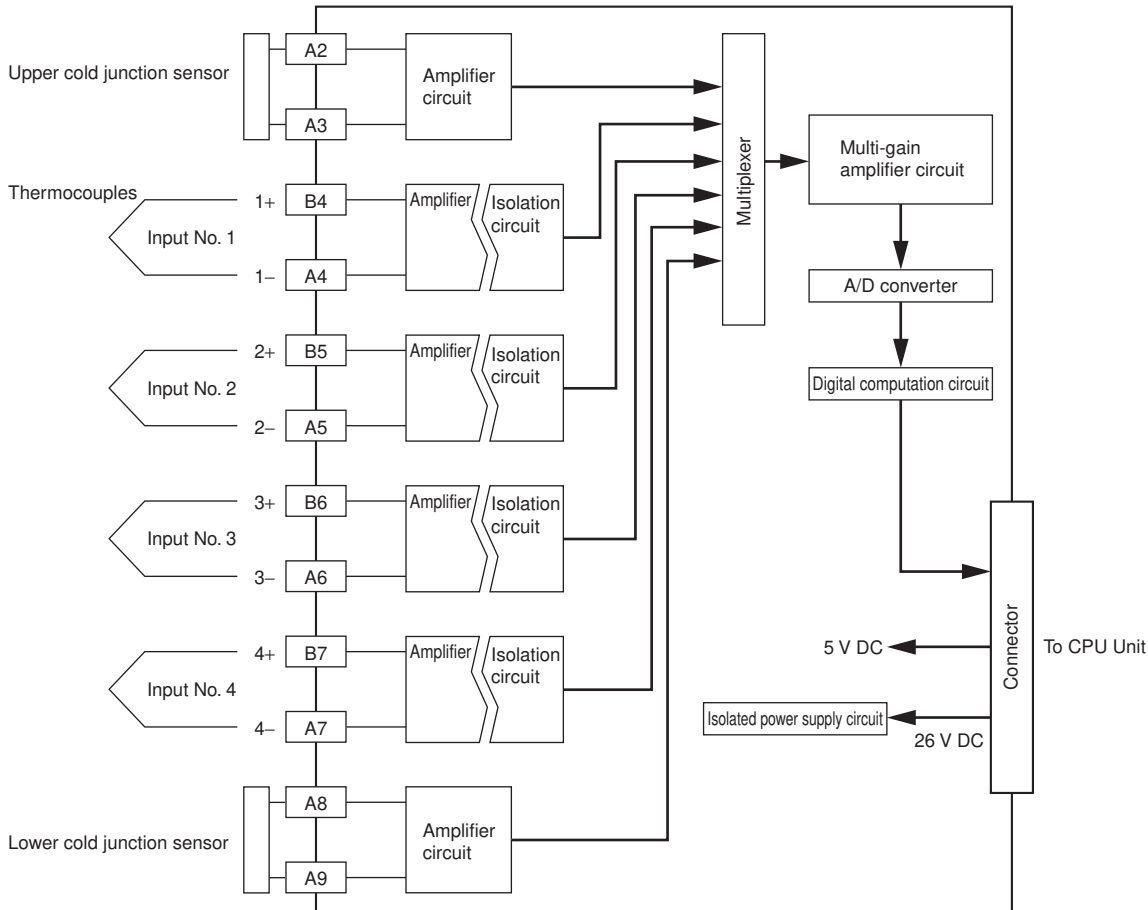 Upper cold junction sensor
A2
A3
Amplifier
circuit
Thermocouples
1+
B4
Input No. 1
1−
A4
Amplifier
Isolation
circuit
2+
B5
Input No. 2
2−
A5
Amplifier
Isolation
circuit
3+
B6
Input No. 3
3−
A6
Amplifier
Isolation
circuit
4+
B7
Input No. 4
4−
A7
Amplifier
Isolation
circuit
Lower cold junction sensor
A8
A9
Amplifier
circuit
Multiplexer
Multi-gain
amplifier circuit
A/D converter
Digital computation circuit
Connector
To CPU Unit
5 V DC
Isolated power supply circuit
26 V DC